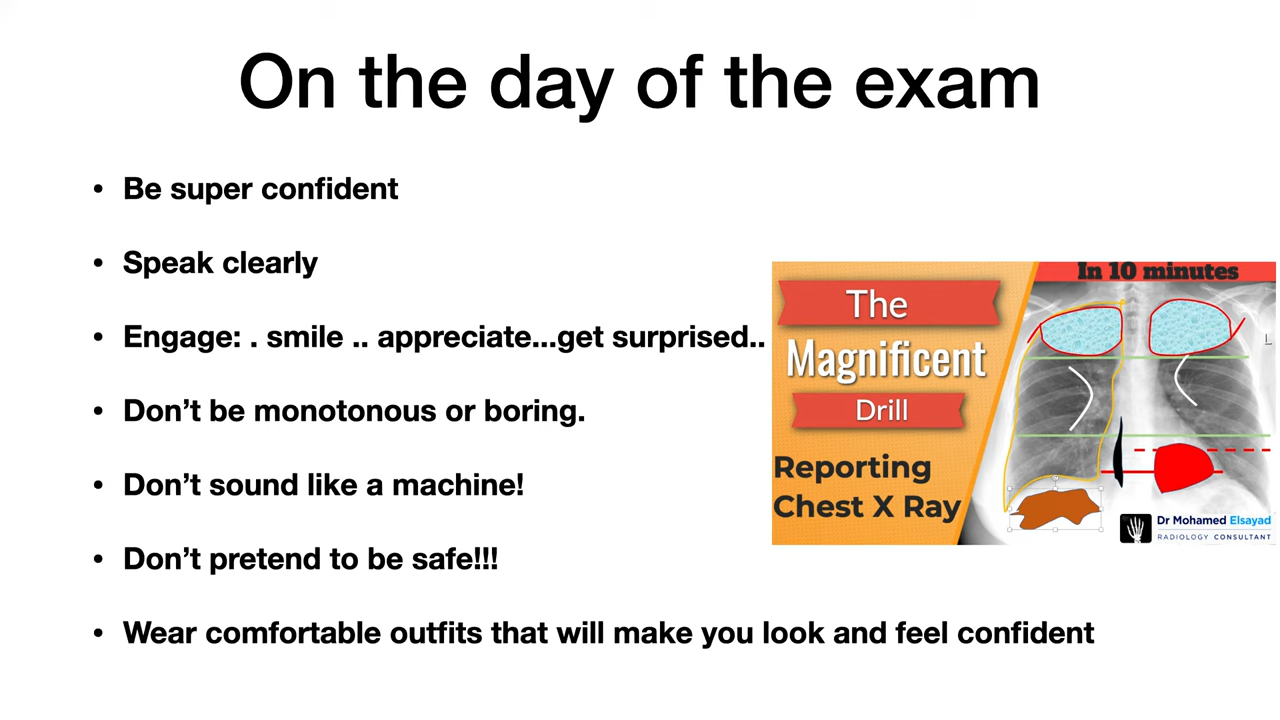 On the day of the exam
• Be super confident
• Speak clearly
• Engage: . smile .. appreciate...get surprised..
• Don’t be monotonous or boring.
• Don’t sound like a machine!
• Don’t pretend to be safe!!!
• Wear comfortable outfits that will make you look and feel confident
In 10 minutes
The
Magnificent
Drill
Reporting
Chest X Ray
L
Dr Mohamed Elsayad
RADIOLOGY CONSULTANT